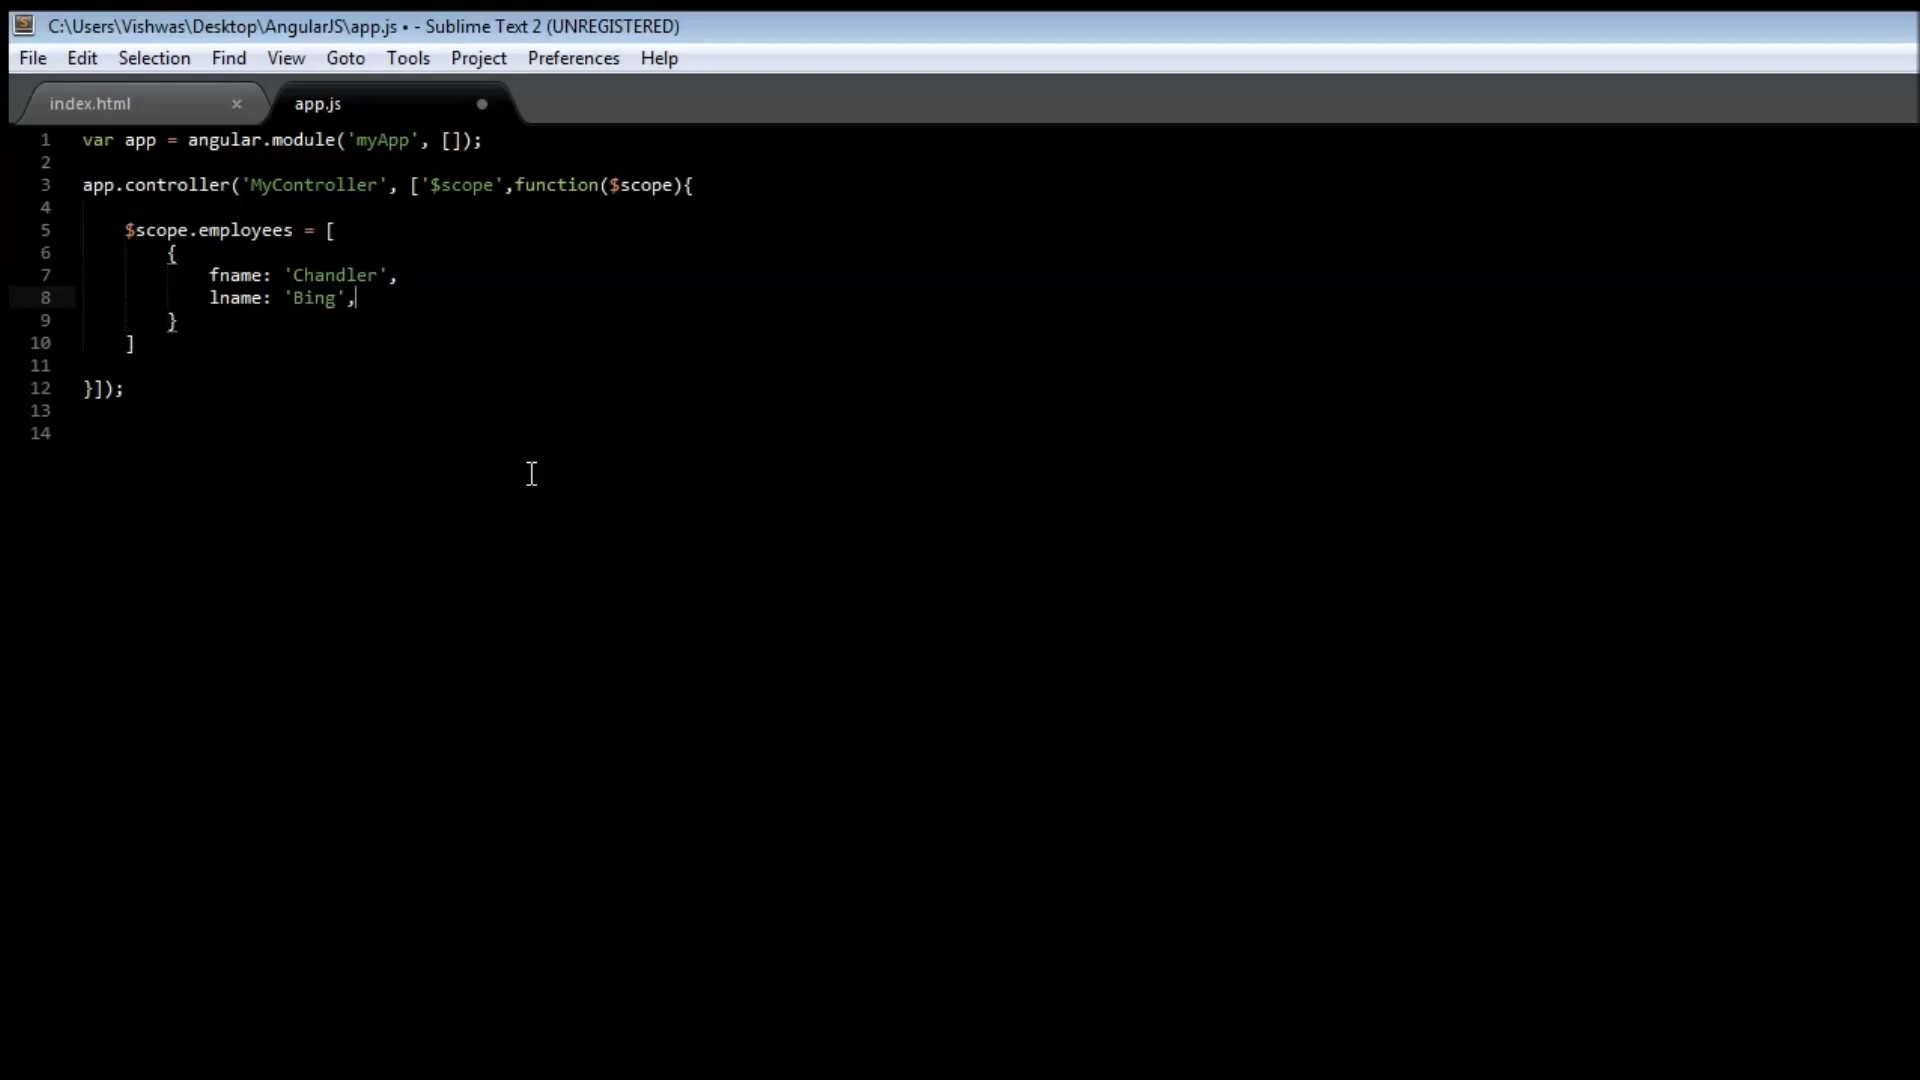 C:\Users\Vishwas\Desktop\AngularJS\app.js • - Sublime Text 2 (UNREGISTERED)
File Edit Selection Find View Goto Tools Project Preferences Help
index.html × app.js
1 var app = angular.module('myApp', []);
2
3 app.controller('MyController', ['$scope',function($scope){
4
5 $scope.employees = [
6 {
7 fname: 'Chandler',
8 lname: 'Bing',
9 }
10 ]
11
12 }]);
13
14